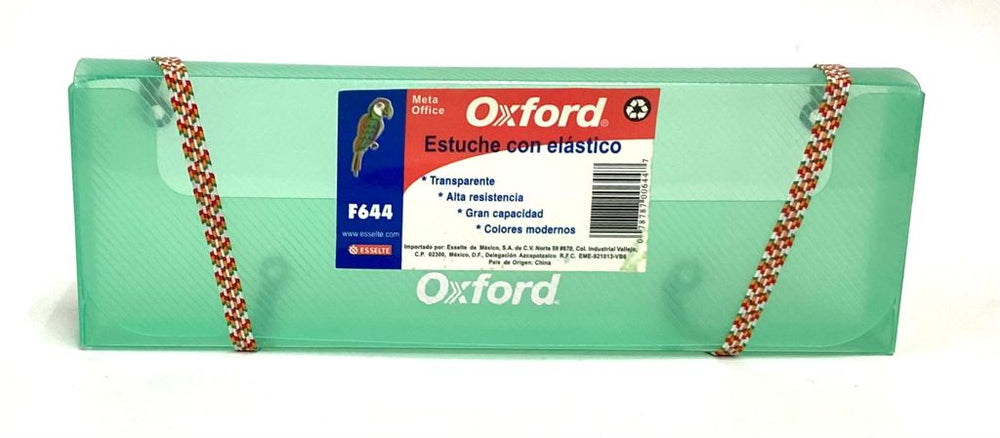 Meta
Office
Oxford®
Estuche con elástico
* Transparente
* Alta resistencia
* Gran capacidad
* Colores modernos
F644
www.esselte.com
ESSELTE
Importado por: Esselte de México, S.A. de C.V. Norte 59 #870, Col. Industrial Vallejo,
C.P. 02300, México, D.F., Delegación Azcapotzalco R.F.C. EME-821013-VB6
País de Origen: China
Oxford